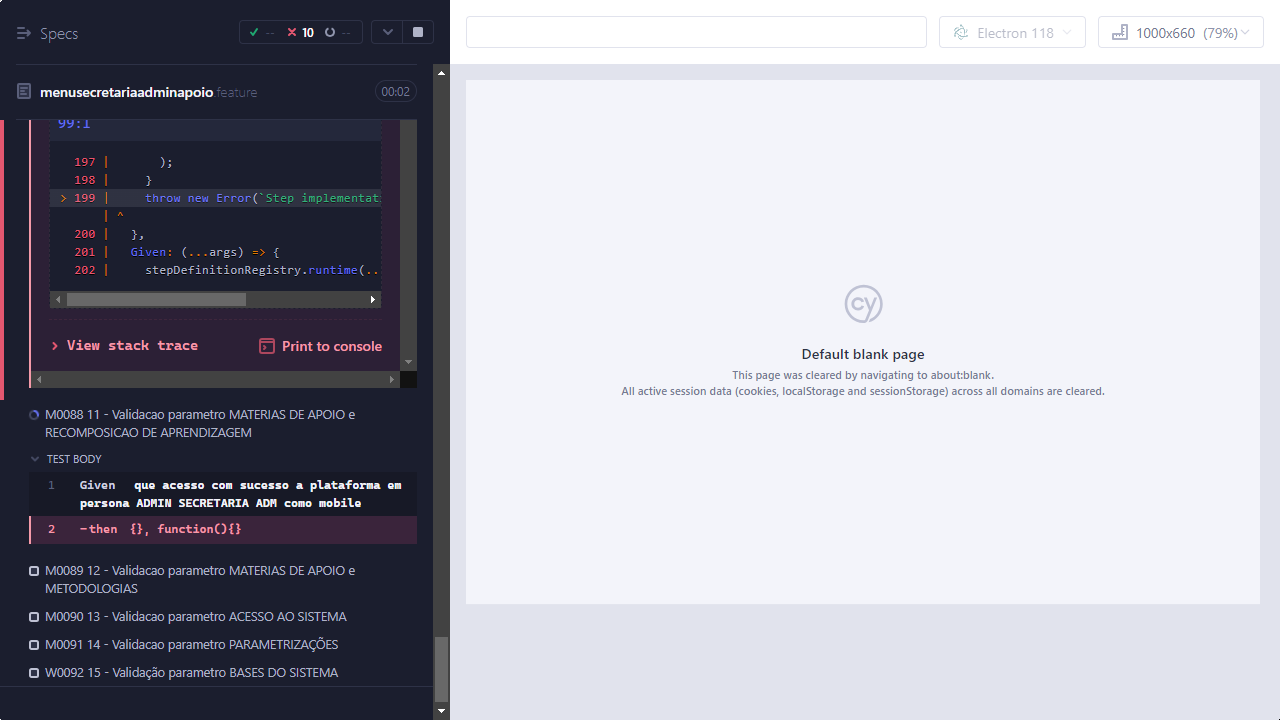 Specs
--
10
--
menusecretariaadminapoio.feature
00:02
99:1
197 | );
198 | }
> 199 | throw new Error(`Step implementat
| ^
200 | },
201 | Given: (...args) => {
202 | stepDefinitionRegistry.runtime(..
View stack trace
Print to console
M0088 11 - Validacao parametro MATERIAS DE APOIO e
RECOMPOSICAO DE APRENDIZAGEM
TEST BODY
1 Given que acesso com sucesso a plataforma em
persona ADMIN SECRETARIA ADM como mobile
2 -then {}, function(){}
M0089 12 - Validacao parametro MATERIAS DE APOIO e
METODOLOGIAS
M0090 13 - Validacao parametro ACESSO AO SISTEMA
M0091 14 - Validacao parametro PARAMETRIZAÇÕES
W0092 15 - Validação parametro BASES DO SISTEMA
Electron 118
1000x660 (79%)
cy
Default blank page
This page was cleared by navigating to about:blank.
All active session data (cookies, localStorage and sessionStorage) across all domains are cleared.